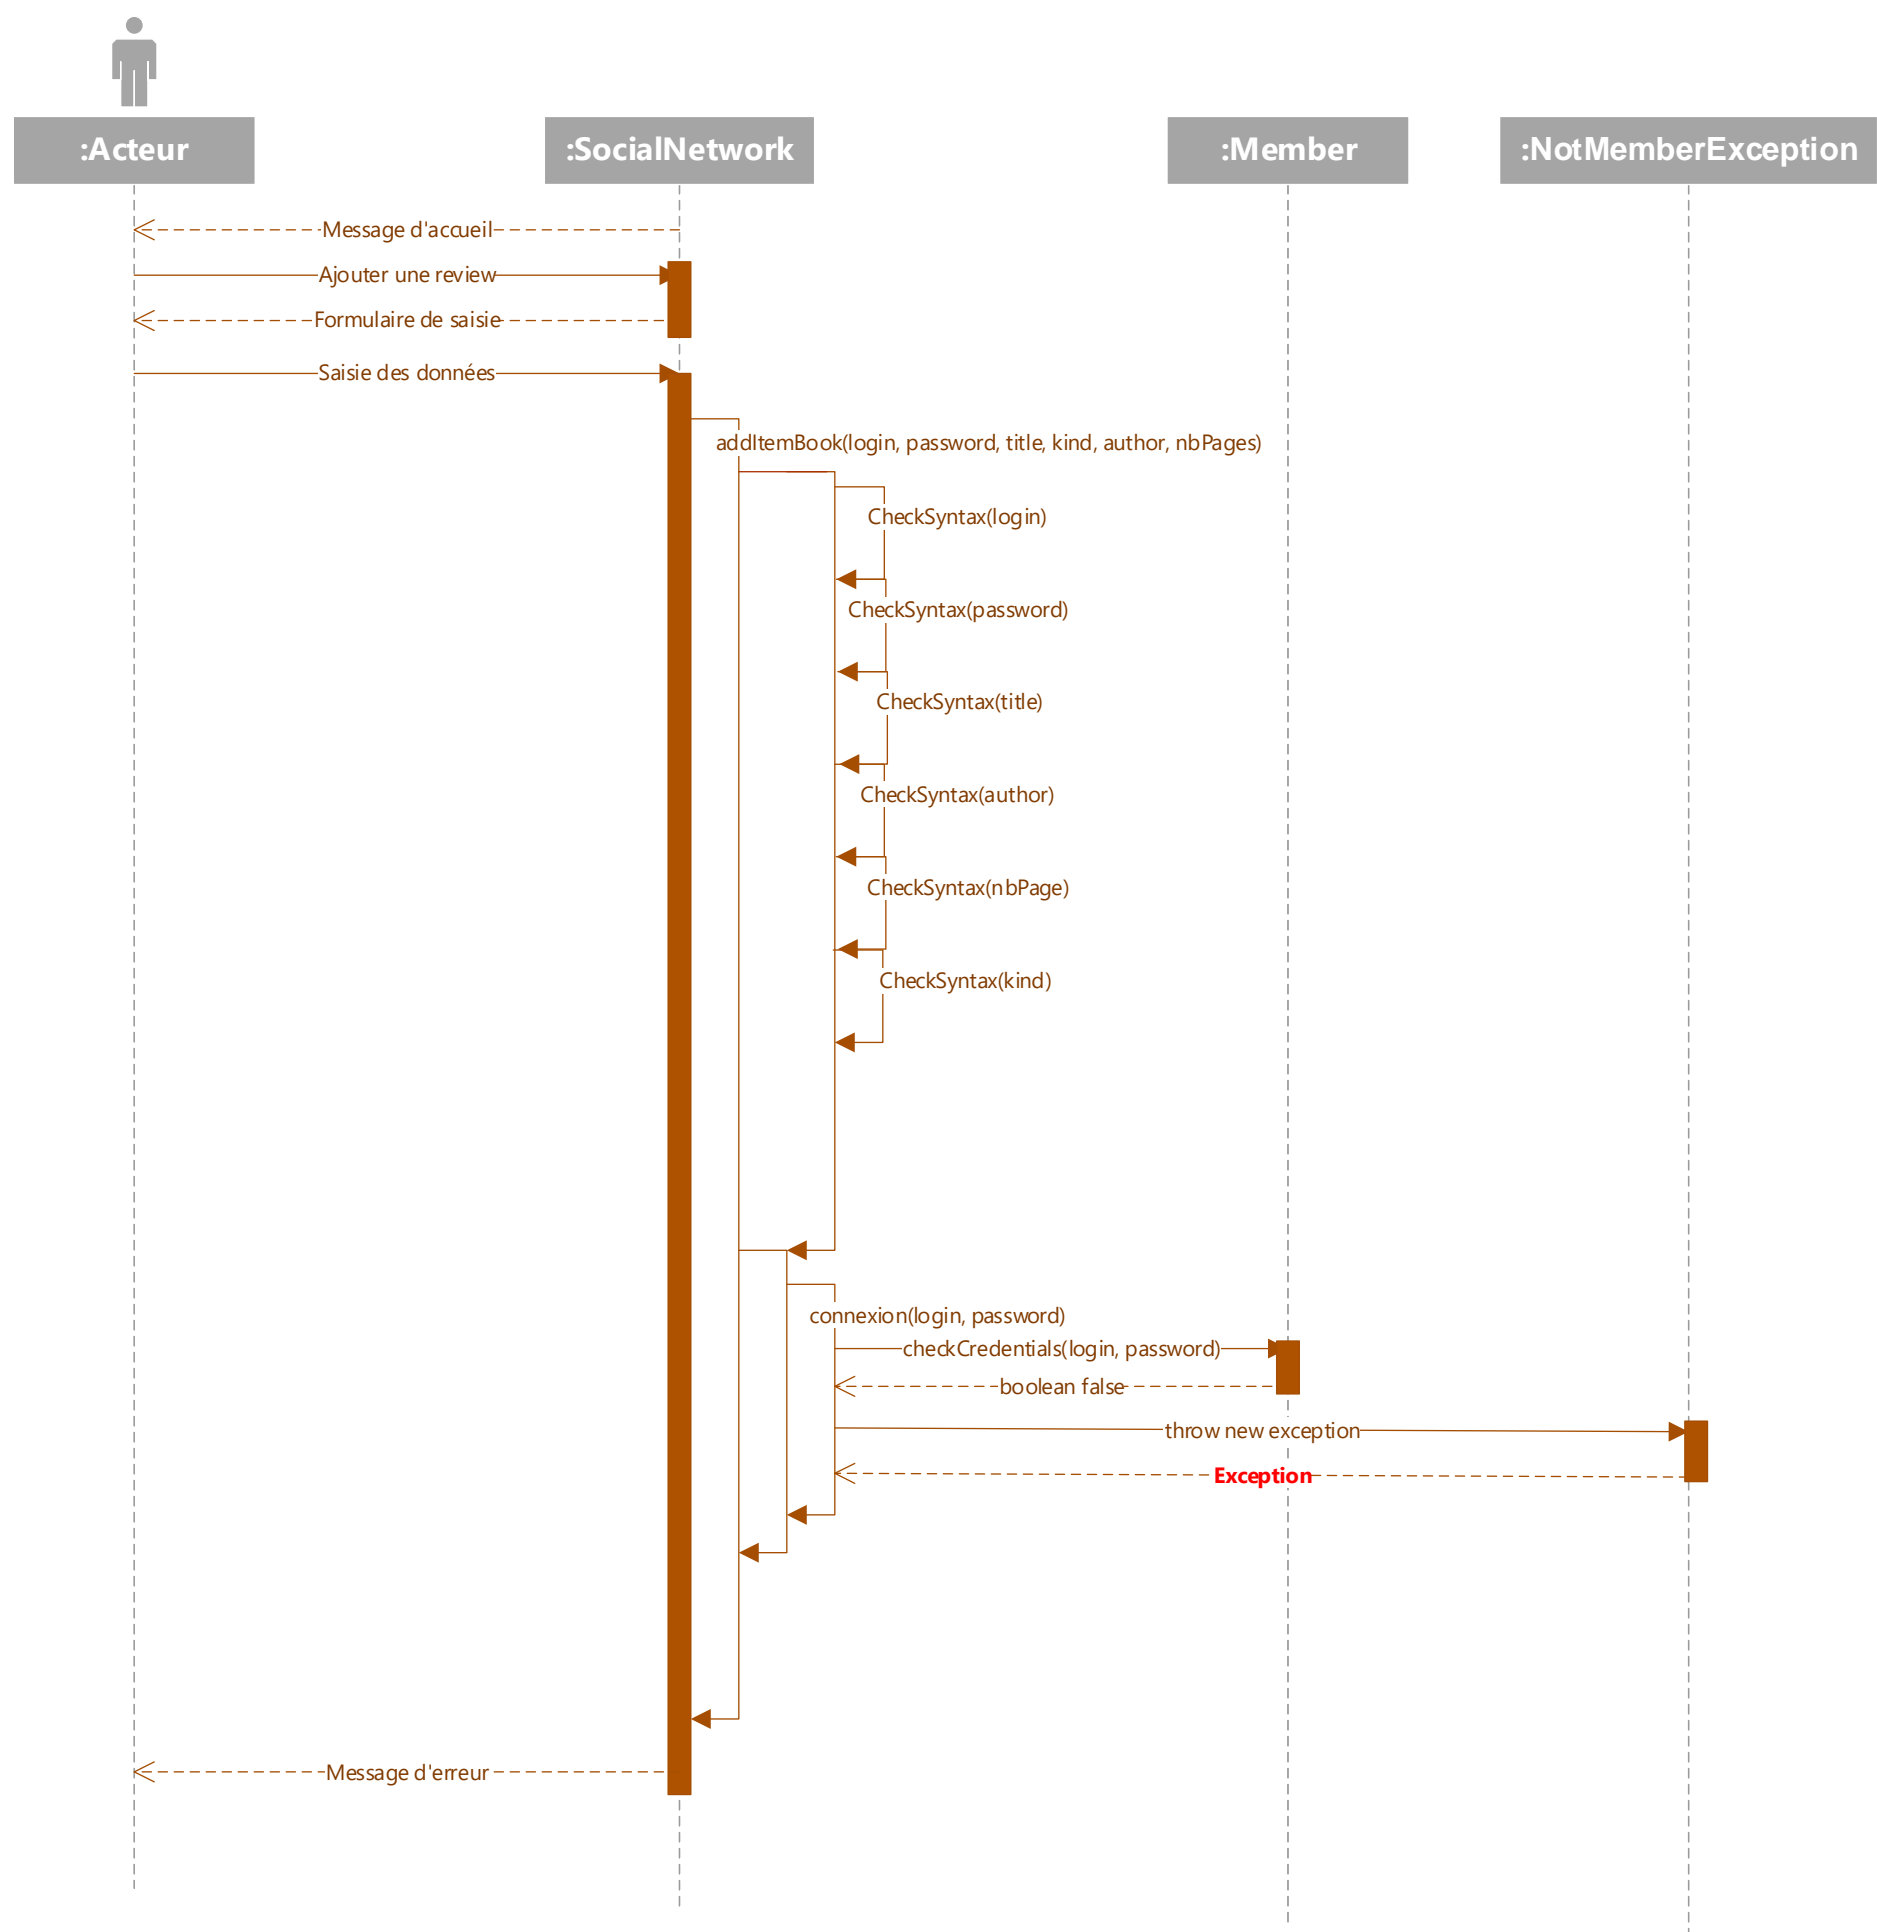 :Acteur
:SocialNetwork
:Member
:NotMemberException
Message d'accueil
Ajouter une review
Formulaire de saisie
Saisie des données
addItemBook(login, password, title, kind, author, nbPages)
CheckSyntax(login)
CheckSyntax(password)
CheckSyntax(title)
CheckSyntax(author)
CheckSyntax(nbPage)
CheckSyntax(kind)
connexion(login, password)
checkCredentials(login, password)
boolean false
throw new exception
Exception
Message d'erreur